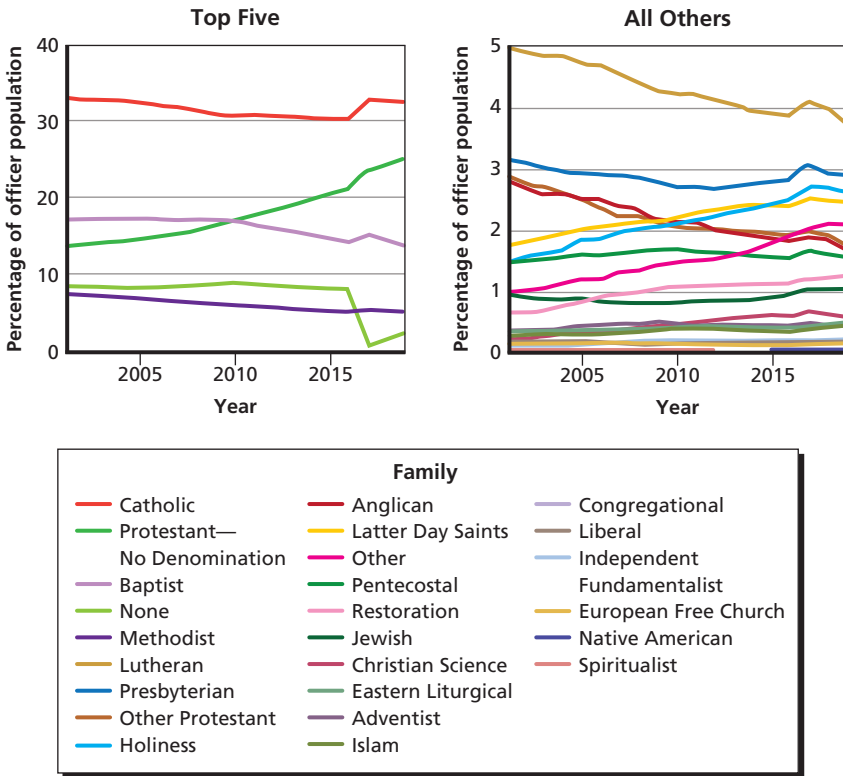 Top Five
Percentage of officer population
40
30
20
10
0
2005 2010 2015
Year
All Others
Percentage of officer population
5
4
3
2
1
0
2005 2010 2015
Year
Family
Catholic
Protestant—
No Denomination
Baptist
None
Methodist
Lutheran
Presbyterian
Other Protestant
Holiness
Anglican
Latter Day Saints
Other
Pentecostal
Restoration
Jewish
Christian Science
Eastern Liturgical
Adventist
Islam
Congregational
Liberal
Independent
Fundamentalist
European Free Church
Native American
Spiritualist